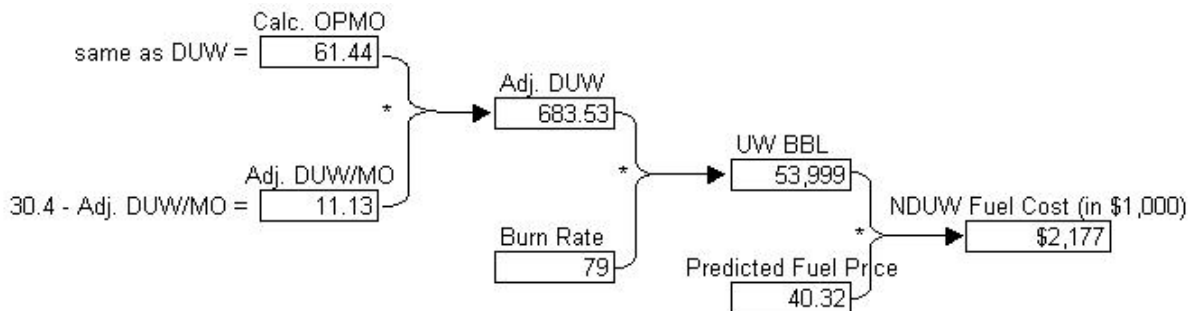 Calc. OPMO
same as DUW = 61.44
*
Adj. DUW
683.53
Adj. DUW/MO
30.4 - Adj. DUW/MO = 11.13
*
UW BBL
53,999
Burn Rate
79
*
NDUW Fuel Cost (in $1,000)
$2,177
Predicted Fuel Price
40.32